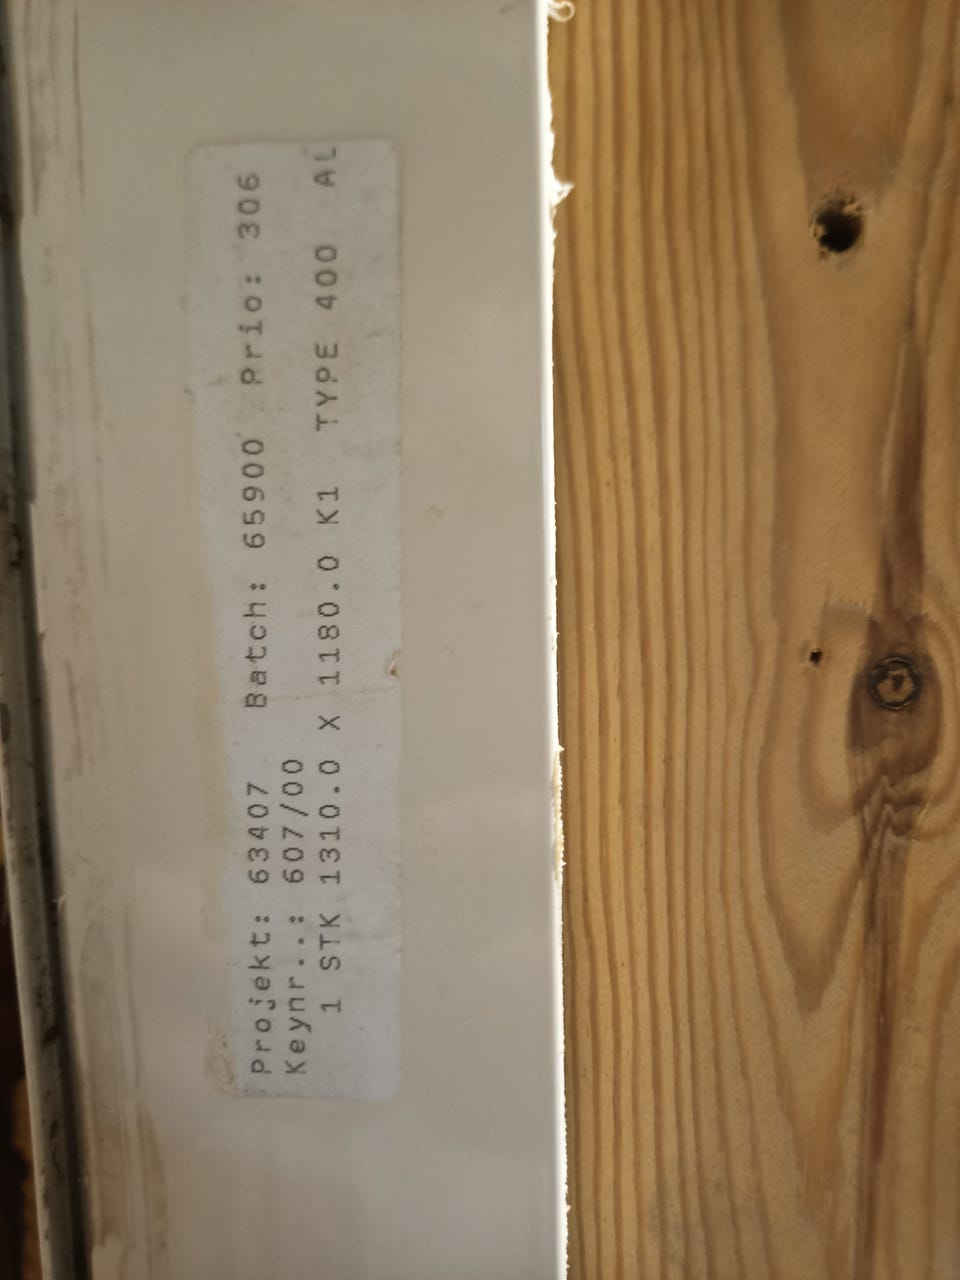 Projekt: 63407 Batch: 65900 Prio: 306
Keynr..: 607/00
1 STK 1310.0 X 1180.0 K1 TYPE 400 AL